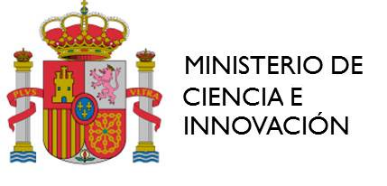 PLVS
VLTRA
MINISTERIO DE
CIENCIA E
INNOVACIÓN